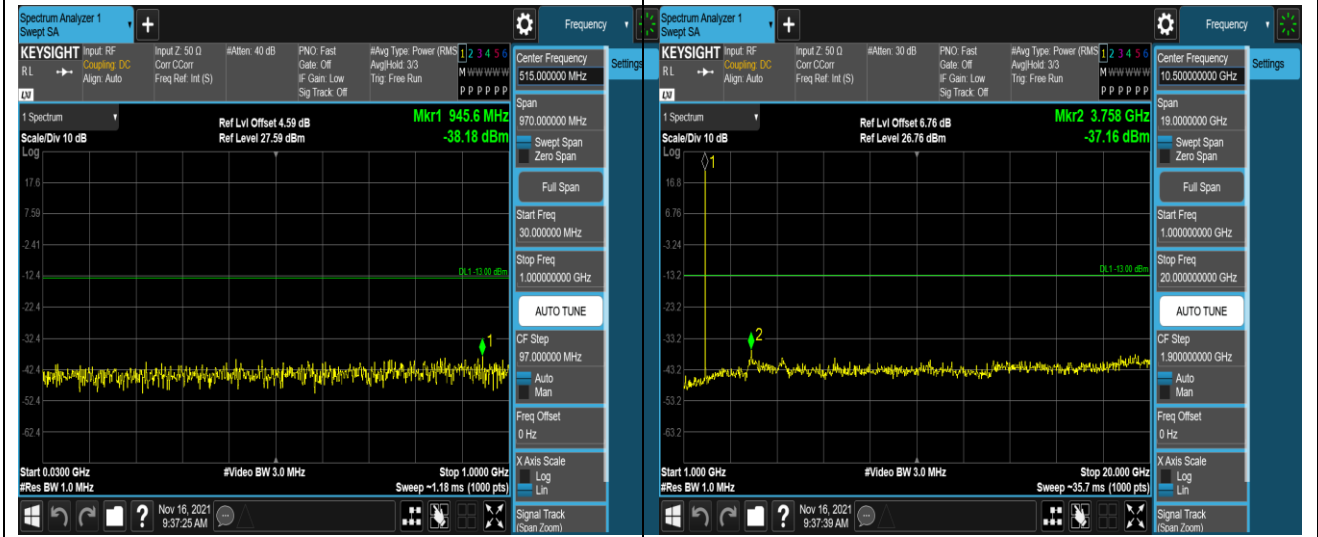 Spectrum Analyzer 1
Swept SA
+
Frequency
KEYSIGHT
RL
LXI
Input: RF
Coupling: DC
Align: Auto
Input Z: 50 Ω
Corr CCorr
Freq Ref: Int (S)
#Atten: 40 dB
PNO: Fast
Gate: Off
IF Gain: Low
Sig Track: Off
#Avg Type: Power (RMS
Avg|Hold: 3/3
Trig: Free Run
1 2 3 4 5 6
M W W W W W
P P P P P P
Center Frequency
515.000000 MHz
Settings
1 Spectrum
Scale/Div 10 dB
Log
Ref Lvl Offset 4.59 dB
Ref Level 27.59 dBm
Mkr1 945.6 MHz
-38.18 dBm
Span
970.000000 MHz
Swept Span
Zero Span
Full Span
Start Freq
30.000000 MHz
Stop Freq
1.000000000 GHz
AUTO TUNE
CF Step
97.000000 MHz
Auto
Man
Freq Offset
0 Hz
X Axis Scale
Log
Lin
Signal Track
(Span Zoom)
17.6
7.59
-2.41
-12.4
-22.4
-32.4
-42.4
-52.4
-62.4
DL1 -13.00 dBm
1
Start 0.0300 GHz
#Res BW 1.0 MHz
#Video BW 3.0 MHz
Stop 1.0000 GHz
Sweep ~1.18 ms (1000 pts)
?
Nov 16, 2021
9:37:25 AM
Spectrum Analyzer 1
Swept SA
+
Frequency
KEYSIGHT
RL
LXI
Input: RF
Coupling: DC
Align: Auto
Input Z: 50 Ω
Corr CCorr
Freq Ref: Int (S)
#Atten: 30 dB
PNO: Fast
Gate: Off
IF Gain: Low
Sig Track: Off
#Avg Type: Power (RMS
Avg|Hold: 3/3
Trig: Free Run
1 2 3 4 5 6
M W W W W W
P P P P P P
Center Frequency
10.50000000 GHz
Settings
1 Spectrum
Scale/Div 10 dB
Log
Ref Lvl Offset 6.76 dB
Ref Level 26.76 dBm
Mkr2 3.758 GHz
-37.16 dBm
Span
19.0000000 GHz
Swept Span
Zero Span
Full Span
Start Freq
1.000000000 GHz
Stop Freq
20.000000000 GHz
AUTO TUNE
CF Step
1.900000000 GHz
Auto
Man
Freq Offset
0 Hz
X Axis Scale
Log
Lin
Signal Track
(Span Zoom)
16.8
6.76
-3.24
-13.2
-23.2
-33.2
-43.2
-53.2
-63.2
DL1 -13.00 dBm
1
2
Start 1.000 GHz
#Res BW 1.0 MHz
#Video BW 3.0 MHz
Stop 20.000 GHz
Sweep ~35.7 ms (1000 pts)
?
Nov 16, 2021
9:37:39 AM